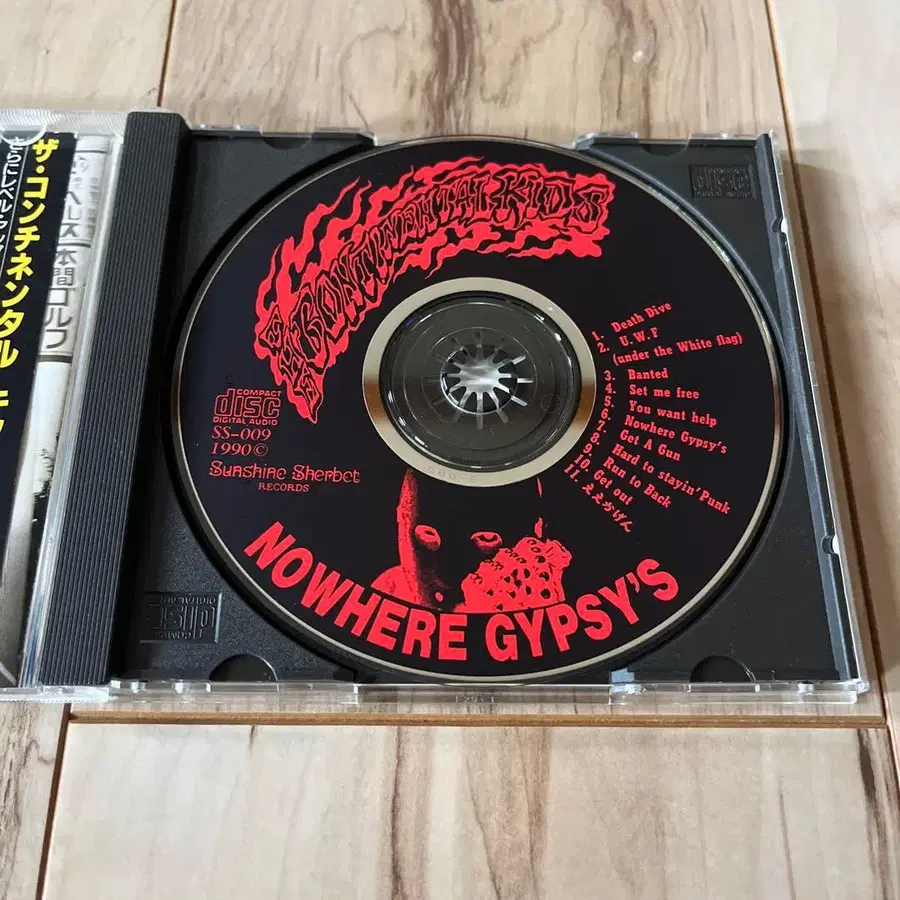 ザ・コンチネンタル
本間ゴルフ
THE CONTINENTAL KIDS
COMPACT
disc
DIGITAL AUDIO
SS-009
1990©
Sunshine Sherbet
RECORDS
1. Death Dive
2. U.W.F
(under the White flag)
3. Banted
4. Set me free
5. You want help
6. Nowhere Gypsy's
7. Get A Gun
8. Hard to stayin' Punk
9. Run to Back
10. Get out
11. ええかげん
NOWHERE GYPSY'S